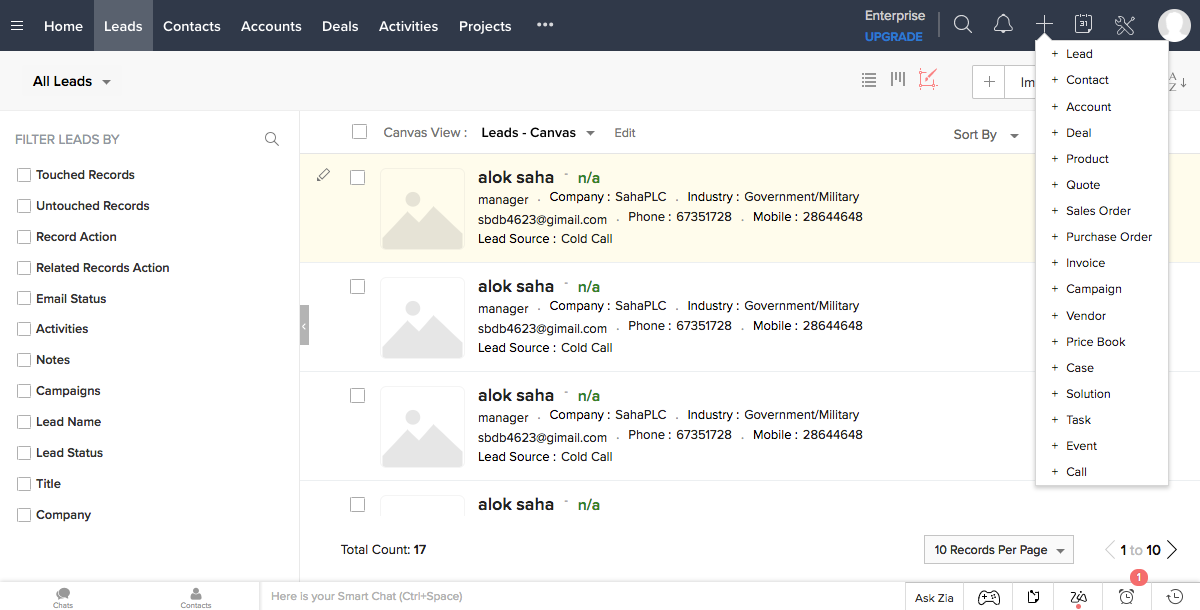 Home Leads Contacts Accounts Deals Activities Projects •••
Enterprise
UPGRADE
31
All Leads
Im
A
Z
+ Lead
+ Contact
+ Account
+ Deal
+ Product
+ Quote
+ Sales Order
+ Purchase Order
+ Invoice
+ Campaign
+ Vendor
+ Price Book
+ Case
+ Solution
+ Task
+ Event
+ Call
FILTER LEADS BY
Touched Records
Untouched Records
Record Action
Related Records Action
Email Status
Activities
Notes
Campaigns
Lead Name
Lead Status
Title
Company
Canvas View : Leads - Canvas Edit
Sort By
alok saha - n/a
manager . Company : SahaPLC . Industry : Government/Military
sbdb4623@gimail.com . Phone : 67351728 . Mobile : 28644648
Lead Source : Cold Call
alok saha - n/a
manager . Company : SahaPLC . Industry : Government/Military
sbdb4623@gimail.com . Phone : 67351728 . Mobile : 28644648
Lead Source : Cold Call
alok saha - n/a
manager . Company : SahaPLC . Industry : Government/Military
sbdb4623@gimail.com . Phone : 67351728 . Mobile : 28644648
Lead Source : Cold Call
alok saha - n/a
Total Count: 17
10 Records Per Page
1 to 10
Chats
Contacts
Here is your Smart Chat (Ctrl+Space)
Ask Zia
1